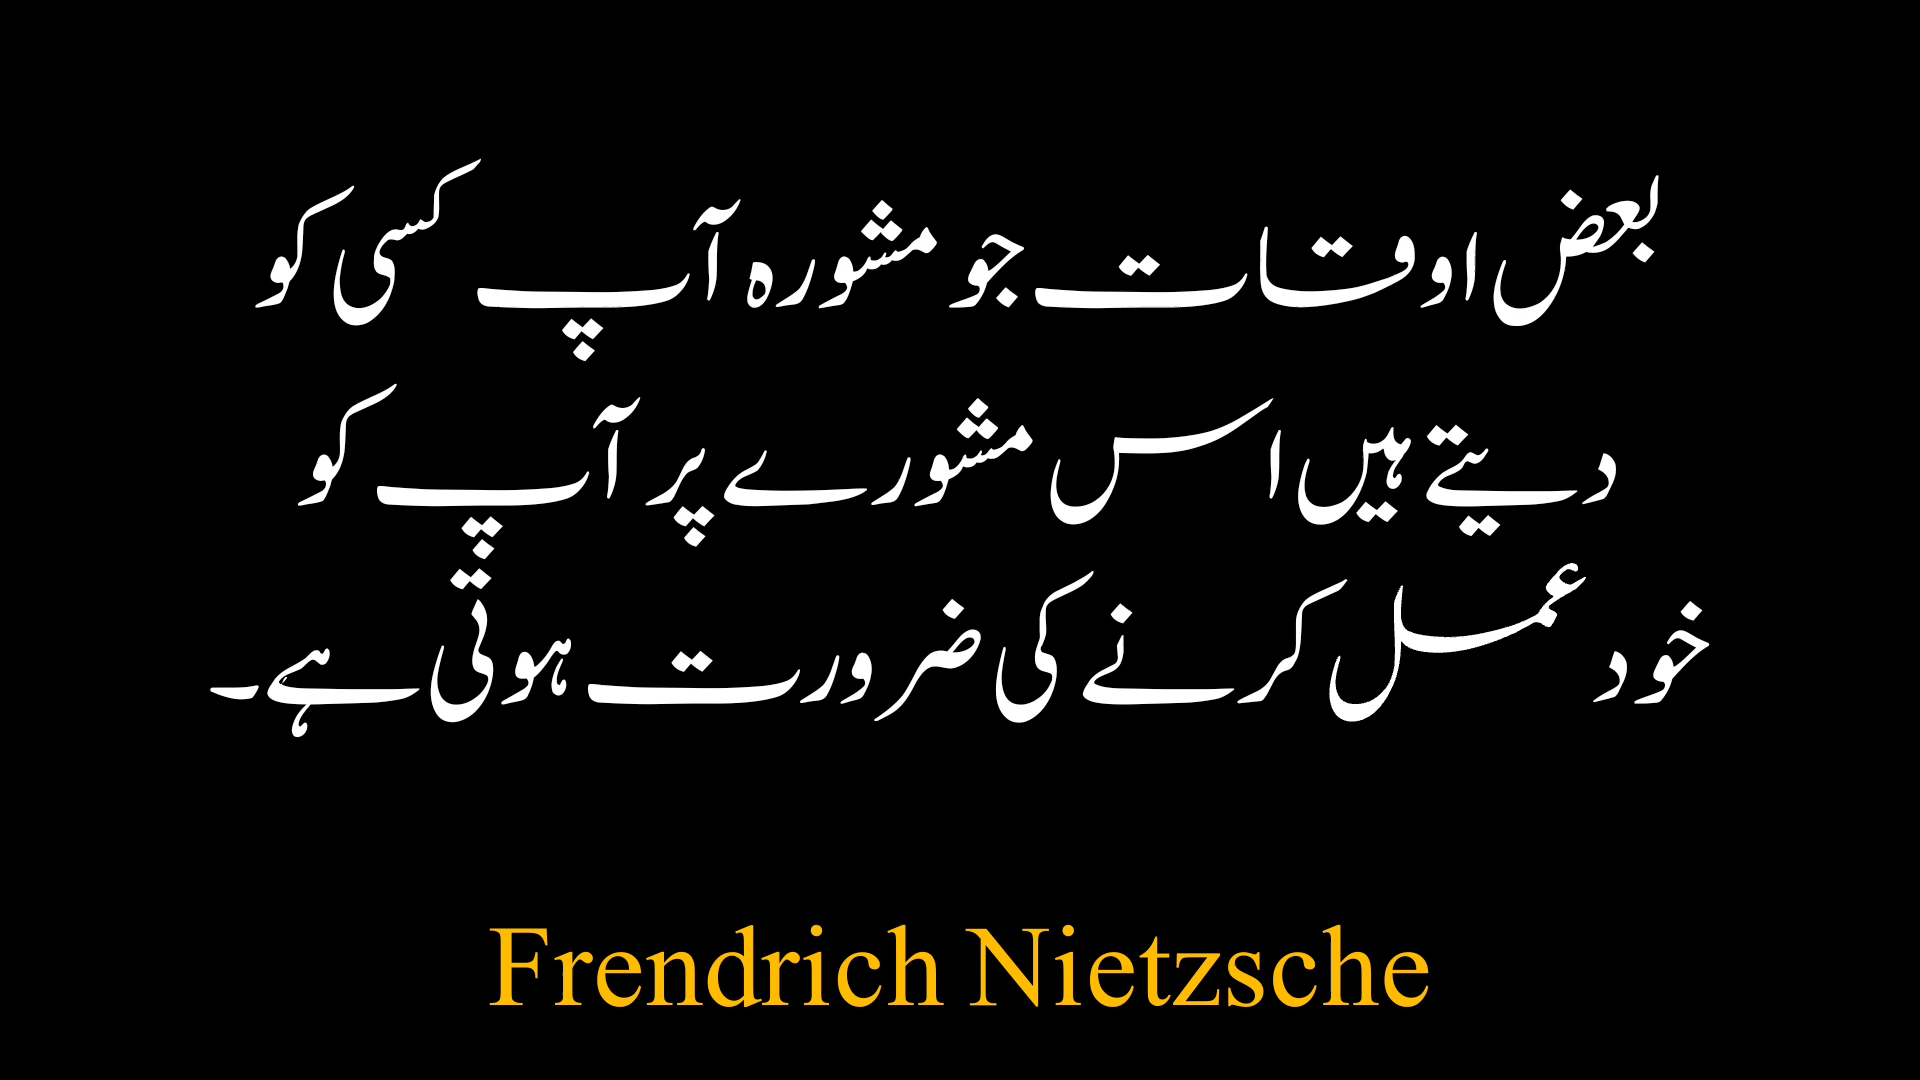 بعض اوقات جو مشورہ آپ کسی کو
دیتے ہیں اس مشورے پر آپ کو
خود عمل کرنے کی ضرورت ہوتی ہے۔
Frendrich Nietzsche